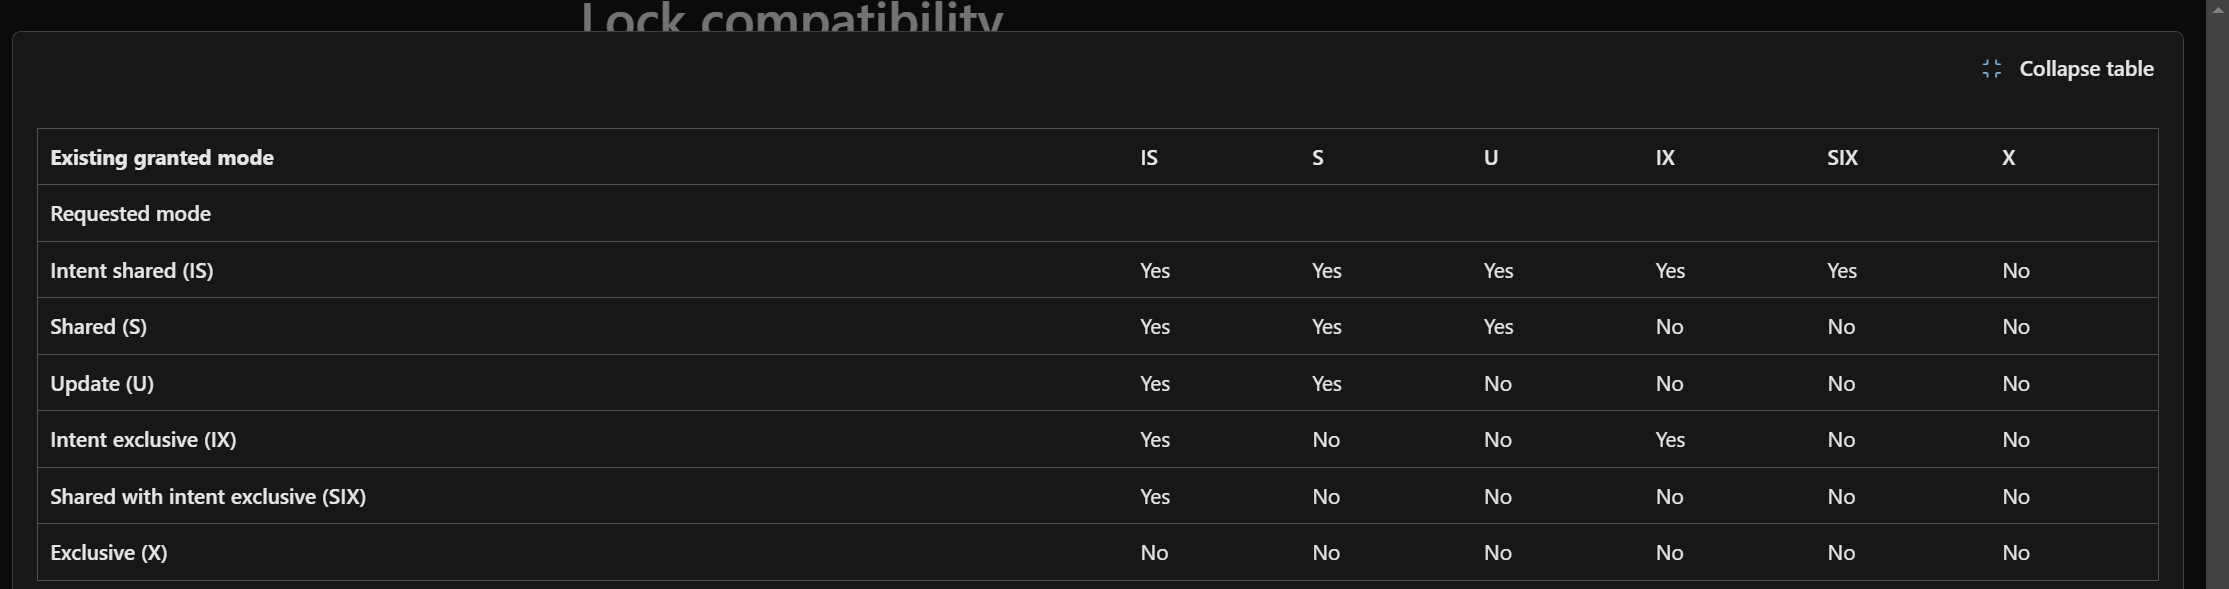 Lock compatibility
Collapse table
Existing granted mode IS S U IX SIX X
Requested mode
Intent shared (IS) Yes Yes Yes Yes Yes No
Shared (S) Yes Yes Yes No No No
Update (U) Yes Yes No No No No
Intent exclusive (IX) Yes No No Yes No No
Shared with intent exclusive (SIX) Yes No No No No No
Exclusive (X) No No No No No No